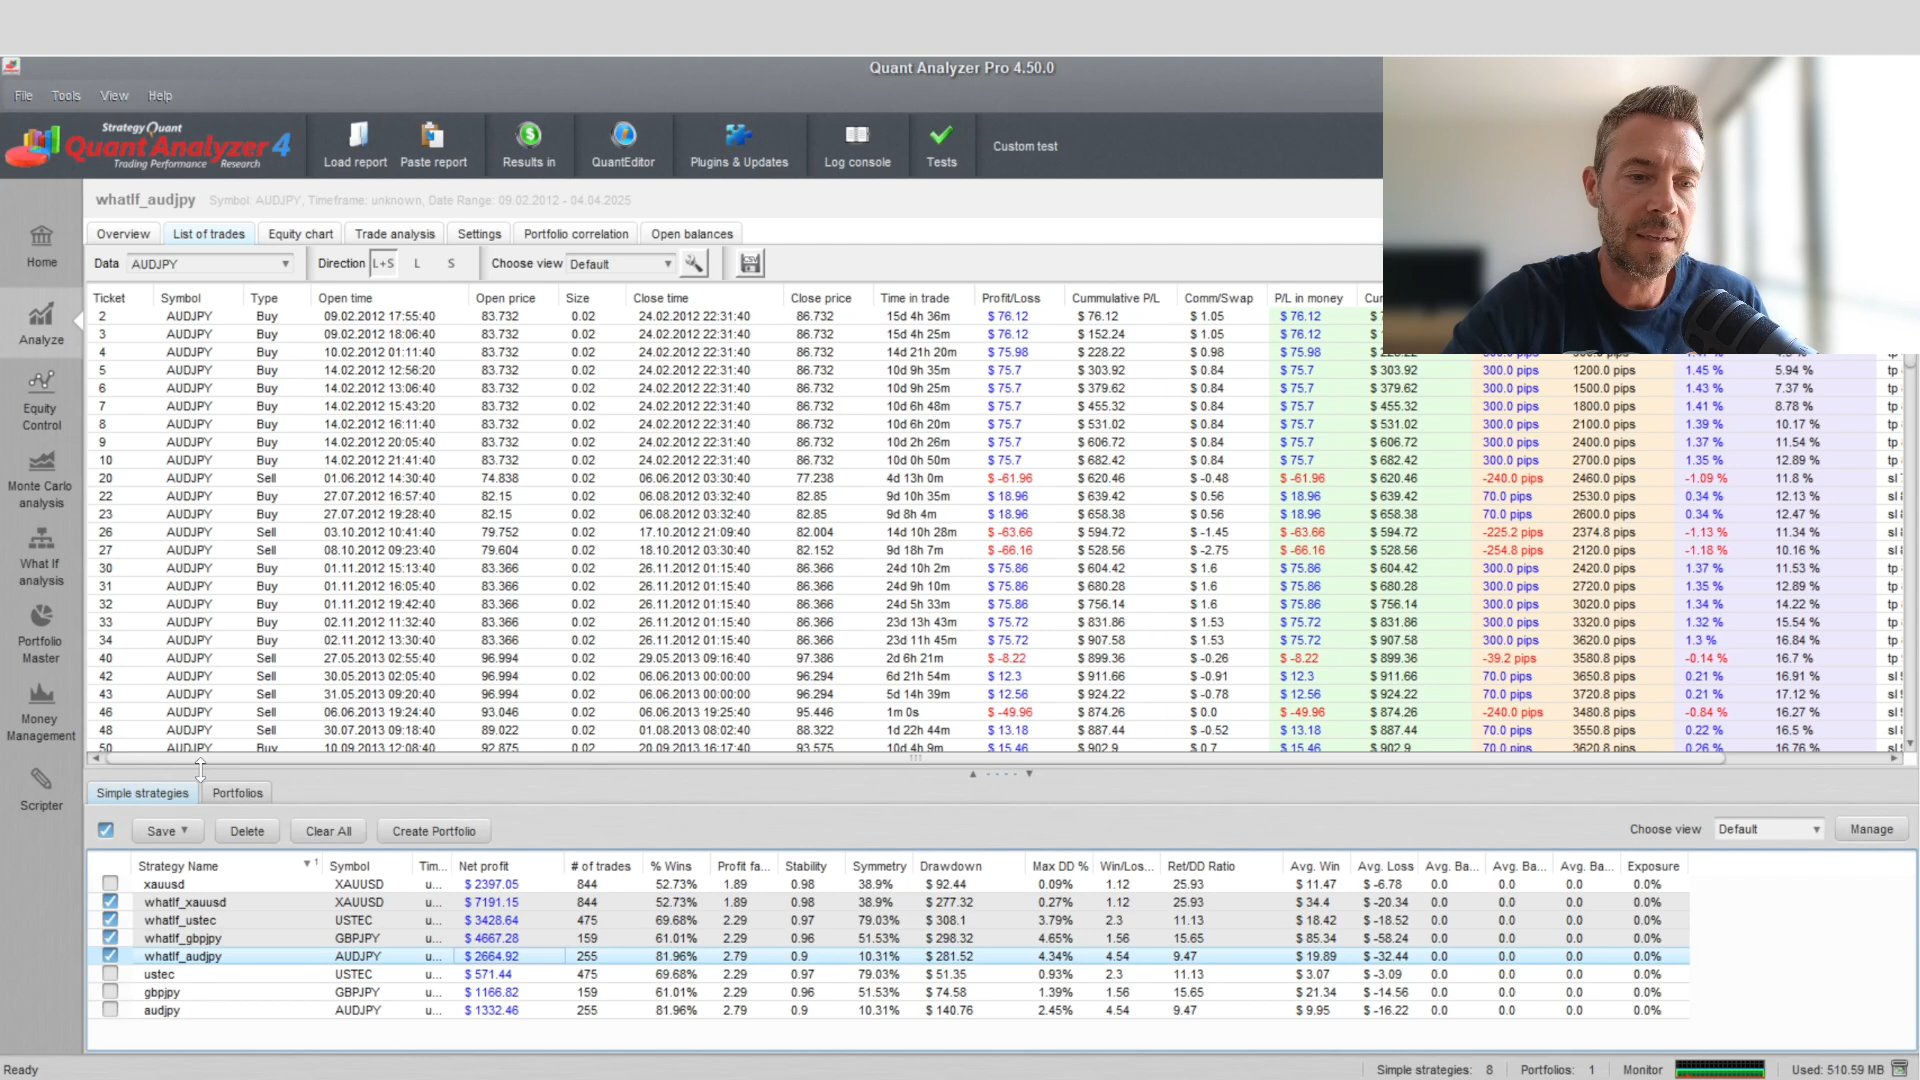 Quant Analyzer Pro 4.50.0
File Tools View Help
Strategy Quant
Quant Analyzer 4
Trading Performance Research
Load report Paste report Results in QuantEditor Plugins & Updates Log console Tests Custom test
whatIf_audjpy Symbol: AUDJPY, Timeframe: unknown, Date Range: 09.02.2012 - 04.04.2025
Overview List of trades Equity chart Trade analysis Settings Portfolio correlation Open balances
Data AUDJPY Direction L+S L S Choose view Default CSV
Home
Analyze
Equity Control
Monte Carlo analysis
What If analysis
Portfolio Master
Money Management
Scripter
Ticket Symbol Type Open time Open price Size Close time Close price Time in trade Profit/Loss Cummulative P/L Comm/Swap P/L in money
2 AUDJPY Buy 09.02.2012 17:55:40 83.732 0.02 24.02.2012 22:31:40 86.732 15d 4h 36m $ 76.12 $ 76.12 $ 1.05 $ 76.12
3 AUDJPY Buy 09.02.2012 18:06:40 83.732 0.02 24.02.2012 22:31:40 86.732 15d 4h 25m $ 76.12 $ 152.24 $ 1.05 $ 76.12
4 AUDJPY Buy 10.02.2012 01:11:40 83.732 0.02 24.02.2012 22:31:40 86.732 14d 21h 20m $ 75.98 $ 228.22 $ 0.98 $ 75.98
5 AUDJPY Buy 14.02.2012 12:56:20 83.732 0.02 24.02.2012 22:31:40 86.732 10d 9h 35m $ 75.7 $ 303.92 $ 0.84 $ 75.7 $ 303.92 300.0 pips 1200.0 pips 1.45 % 5.94 % tp
6 AUDJPY Buy 14.02.2012 13:06:40 83.732 0.02 24.02.2012 22:31:40 86.732 10d 9h 25m $ 75.7 $ 379.62 $ 0.84 $ 75.7 $ 379.62 300.0 pips 1500.0 pips 1.43 % 7.37 % tp
7 AUDJPY Buy 14.02.2012 15:43:20 83.732 0.02 24.02.2012 22:31:40 86.732 10d 6h 48m $ 75.7 $ 455.32 $ 0.84 $ 75.7 $ 455.32 300.0 pips 1800.0 pips 1.41 % 8.78 % tp
8 AUDJPY Buy 14.02.2012 16:11:40 83.732 0.02 24.02.2012 22:31:40 86.732 10d 6h 20m $ 75.7 $ 531.02 $ 0.84 $ 75.7 $ 531.02 300.0 pips 2100.0 pips 1.39 % 10.17 % tp
9 AUDJPY Buy 14.02.2012 20:05:40 83.732 0.02 24.02.2012 22:31:40 86.732 10d 2h 26m $ 75.7 $ 606.72 $ 0.84 $ 75.7 $ 606.72 300.0 pips 2400.0 pips 1.37 % 11.54 % tp
10 AUDJPY Buy 14.02.2012 21:41:40 83.732 0.02 24.02.2012 22:31:40 86.732 10d 0h 50m $ 75.7 $ 682.42 $ 0.84 $ 75.7 $ 682.42 300.0 pips 2700.0 pips 1.35 % 12.89 % tp
20 AUDJPY Sell 01.06.2012 14:30:40 74.838 0.02 06.06.2012 03:30:40 77.238 4d 13h 0m $ -61.96 $ 620.46 $ -0.48 $ -61.96 $ 620.46 -240.0 pips 2460.0 pips -1.09 % 11.8 % sl
22 AUDJPY Buy 27.07.2012 16:57:40 82.15 0.02 06.08.2012 03:32:40 82.85 9d 10h 35m $ 18.96 $ 639.42 $ 0.56 $ 18.96 $ 639.42 70.0 pips 2530.0 pips 0.34 % 12.13 % sl
23 AUDJPY Buy 27.07.2012 19:28:40 82.15 0.02 06.08.2012 03:32:40 82.85 9d 8h 4m $ 18.96 $ 658.38 $ 0.56 $ 18.96 $ 658.38 70.0 pips 2600.0 pips 0.34 % 12.47 % sl
26 AUDJPY Sell 03.10.2012 10:41:40 79.752 0.02 17.10.2012 21:09:40 82.004 14d 10h 28m $ -63.66 $ 594.72 $ -1.45 $ -63.66 $ 594.72 -225.2 pips 2374.8 pips -1.13 % 11.34 % sl
27 AUDJPY Sell 08.10.2012 09:23:40 79.604 0.02 18.10.2012 03:30:40 82.152 9d 18h 7m $ -66.16 $ 528.56 $ -2.75 $ -66.16 $ 528.56 -254.8 pips 2120.0 pips -1.18 % 10.16 % sl
30 AUDJPY Buy 01.11.2012 15:13:40 83.366 0.02 26.11.2012 01:15:40 86.366 24d 10h 2m $ 75.86 $ 604.42 $ 1.6 $ 75.86 $ 604.42 300.0 pips 2420.0 pips 1.37 % 11.53 % tp
31 AUDJPY Buy 01.11.2012 16:05:40 83.366 0.02 26.11.2012 01:15:40 86.366 24d 9h 10m $ 75.86 $ 680.28 $ 1.6 $ 75.86 $ 680.28 300.0 pips 2720.0 pips 1.35 % 12.89 % tp
32 AUDJPY Buy 01.11.2012 19:42:40 83.366 0.02 26.11.2012 01:15:40 86.366 24d 5h 33m $ 75.86 $ 756.14 $ 1.6 $ 75.86 $ 756.14 300.0 pips 3020.0 pips 1.34 % 14.22 % tp
33 AUDJPY Buy 02.11.2012 11:32:40 83.366 0.02 26.11.2012 01:15:40 86.366 23d 13h 43m $ 75.72 $ 831.86 $ 1.53 $ 75.72 $ 831.86 300.0 pips 3320.0 pips 1.32 % 15.54 % tp
34 AUDJPY Buy 02.11.2012 13:30:40 83.366 0.02 26.11.2012 01:15:40 86.366 23d 11h 45m $ 75.72 $ 907.58 $ 1.53 $ 75.72 $ 907.58 300.0 pips 3620.0 pips 1.3 % 16.84 % tp
40 AUDJPY Sell 27.05.2013 02:55:40 96.994 0.02 29.05.2013 09:16:40 97.386 2d 6h 21m $ -8.22 $ 899.36 $ -0.26 $ -8.22 $ 899.36 -39.2 pips 3580.8 pips -0.14 % 16.7 % tp
42 AUDJPY Sell 30.05.2013 02:05:40 96.994 0.02 06.06.2013 00:00:00 96.294 6d 21h 54m $ 12.3 $ 911.66 $ -0.91 $ 12.3 $ 911.66 70.0 pips 3650.8 pips 0.21 % 16.91 % sl
43 AUDJPY Sell 31.05.2013 09:20:40 96.994 0.02 06.06.2013 00:00:00 96.294 5d 14h 39m $ 12.56 $ 924.22 $ -0.78 $ 12.56 $ 924.22 70.0 pips 3720.8 pips 0.21 % 17.12 % sl
46 AUDJPY Sell 06.06.2013 19:24:40 93.046 0.02 06.06.2013 19:25:40 95.446 1m 0s $ -49.96 $ 874.26 $ 0.0 $ -49.96 $ 874.26 -240.0 pips 3480.8 pips -0.84 % 16.27 % sl
48 AUDJPY Sell 30.07.2013 09:18:40 89.022 0.02 01.08.2013 08:02:40 88.322 1d 22h 44m $ 13.18 $ 887.44 $ -0.52 $ 13.18 $ 887.44 70.0 pips 3550.8 pips 0.22 % 16.5 % sl
50 AUDJPY Buy 10.09.2013 12:08:40 92.875 0.02 20.09.2013 16:17:40 93.575 10d 4h 9m $ 15.46 $ 902.9 $ 0.7 $ 15.46 $ 902.9 70.0 pips 3620.8 pips 0.26 % 16.76 % sl
Simple strategies Portfolios
Save Delete Clear All Create Portfolio Choose view Default Manage
Strategy Name 1 Symbol Tim... Net profit # of trades % Wins Profit fa... Stability Symmetry Drawdown Max DD % Win/Los... Ret/DD Ratio Avg. Win Avg. Loss Avg. Ba... Avg. Ba... Avg. Ba... Exposure
xauusd XAUUSD u... $ 2397.05 844 52.73% 1.89 0.98 38.9% $ 92.44 0.09% 1.12 25.93 $ 11.47 $ -6.78 0.0 0.0 0.0 0.0%
whatIf_xauusd XAUUSD u... $ 7191.15 844 52.73% 1.89 0.98 38.9% $ 277.32 0.27% 1.12 25.93 $ 34.4 $ -20.34 0.0 0.0 0.0 0.0%
whatIf_ustec USTEC u... $ 3428.64 475 69.68% 2.29 0.97 79.03% $ 308.1 3.79% 2.3 11.13 $ 18.42 $ -18.52 0.0 0.0 0.0 0.0%
whatIf_gbpjpy GBPJPY u... $ 4667.28 159 61.01% 2.29 0.96 51.53% $ 298.32 4.65% 1.56 15.65 $ 85.34 $ -58.24 0.0 0.0 0.0 0.0%
whatIf_audjpy AUDJPY u... $ 2664.92 255 81.96% 2.79 0.9 10.31% $ 281.52 4.34% 4.54 9.47 $ 19.89 $ -32.44 0.0 0.0 0.0 0.0%
ustec USTEC u... $ 571.44 475 69.68% 2.29 0.97 79.03% $ 51.35 0.93% 2.3 11.13 $ 3.07 $ -3.09 0.0 0.0 0.0 0.0%
gbpjpy GBPJPY u... $ 1166.82 159 61.01% 2.29 0.96 51.53% $ 74.58 1.39% 1.56 15.65 $ 21.34 $ -14.56 0.0 0.0 0.0 0.0%
audjpy AUDJPY u... $ 1332.46 255 81.96% 2.79 0.9 10.31% $ 140.76 2.45% 4.54 9.47 $ 9.95 $ -16.22 0.0 0.0 0.0 0.0%
Ready Simple strategies: 8 Portfolios: 1 Monitor Used: 510.59 MB